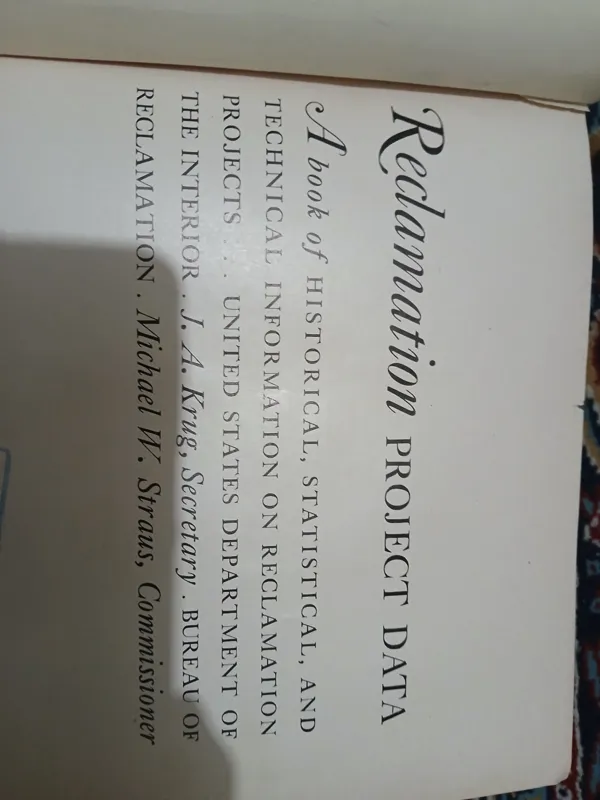 Reclamation PROJECT DATA
A book of HISTORICAL, STATISTICAL, AND
TECHNICAL INFORMATION ON RECLAMATION
PROJECTS . . . UNITED STATES DEPARTMENT OF
THE INTERIOR . J. A. Krug, Secretary . BUREAU OF
RECLAMATION . Michael W. Straus, Commissioner